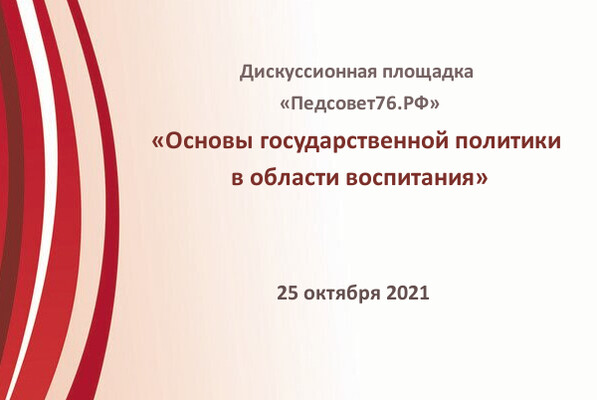 Дискуссионная площадка
«Педсовет76.РФ»
«Основы государственной политики
в области воспитания»
25 октября 2021